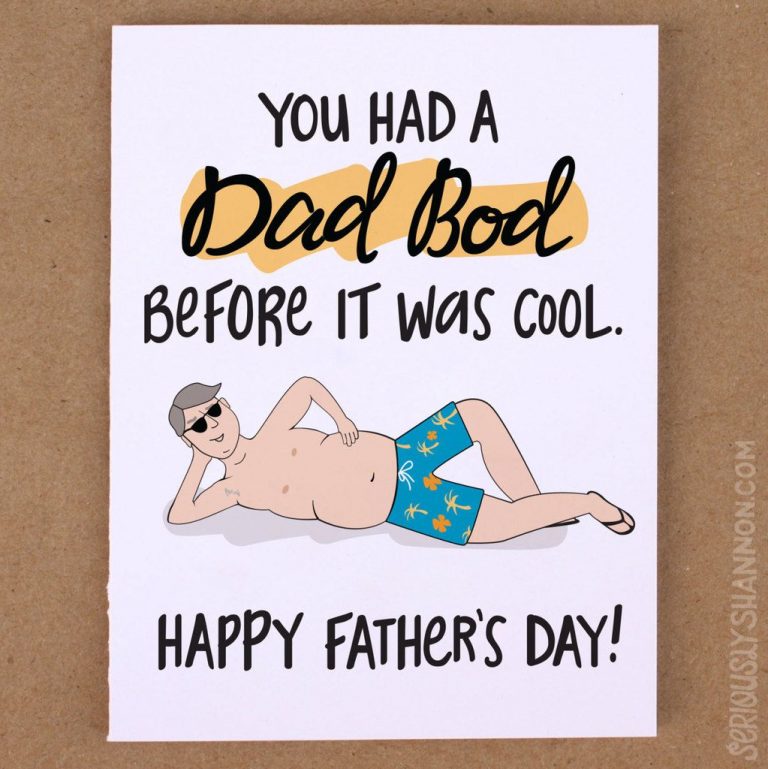 YOU HAD A
Dad Bod
BEFORE IT WAS COOL.
HAPPY FATHER'S DAY!
SERIOUSLYSHANNON.COM